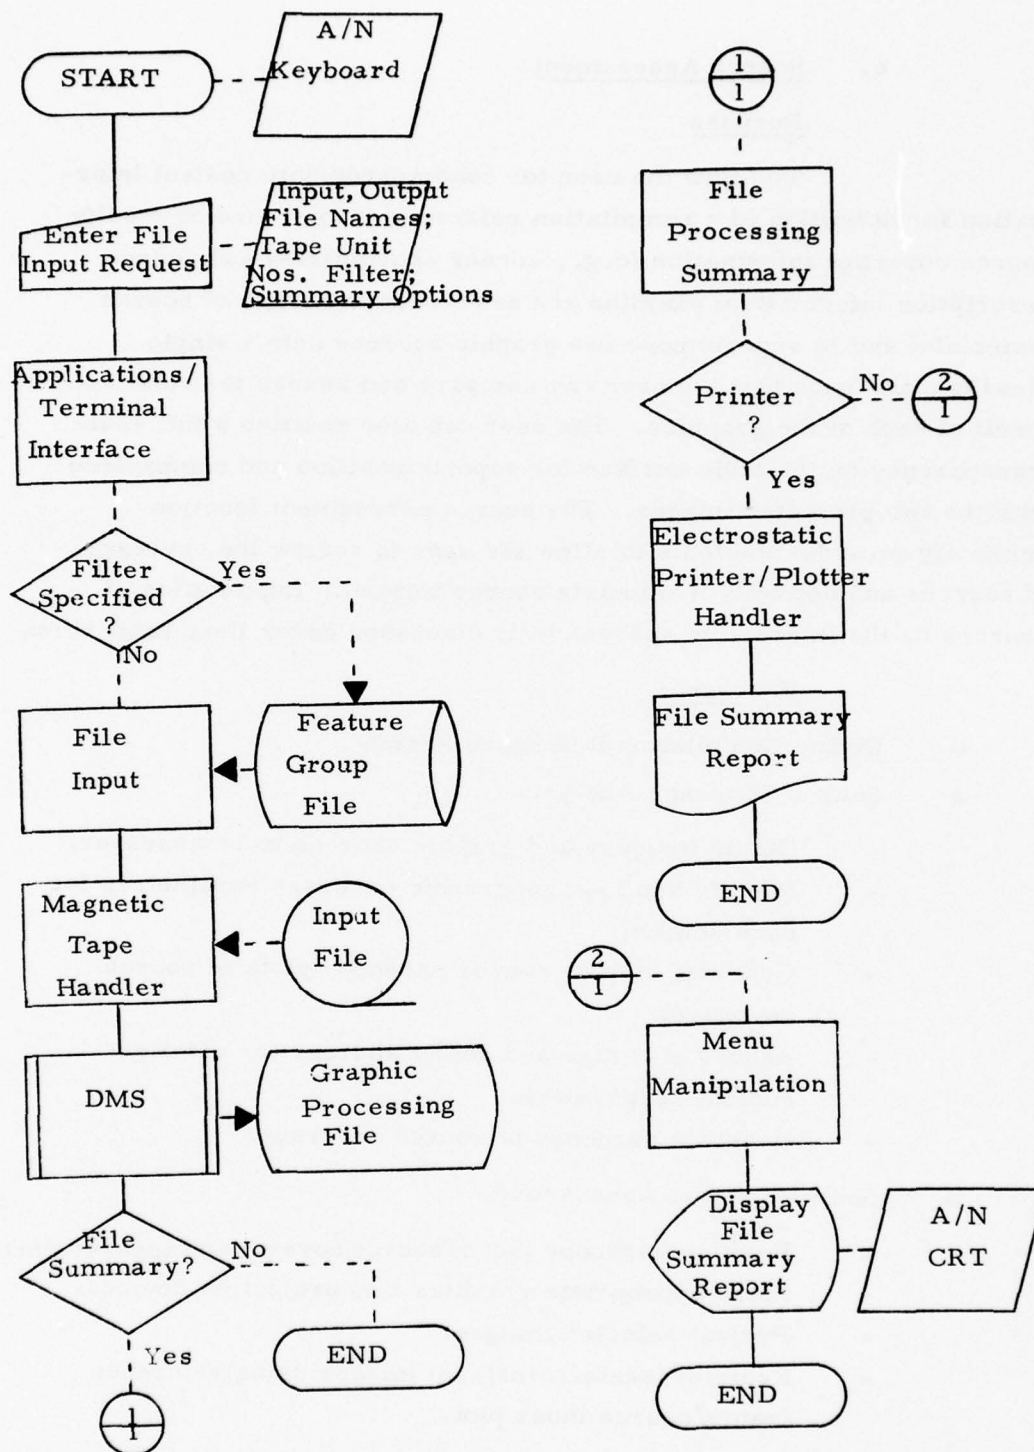 START
A/N
Keyboard
Enter File
Input Request
Input, Output
File Names;
Tape Unit
Nos. Filter;
Summary Options
Applications/
Terminal
Interface
Filter
Specified
?
Yes
No
File
Input
Feature
Group
File
Magnetic
Tape
Handler
Input
File
DMS
Graphic
Processing
File
File
Summary?
No
END
Yes
1
1
1
1
File
Processing
Summary
Printer
?
No
2
1
Yes
Electrostatic
Printer/Plotter
Handler
File Summary
Report
END
2
1
Menu
Manipulation
Display
File
Summary
Report
A/N
CRT
END